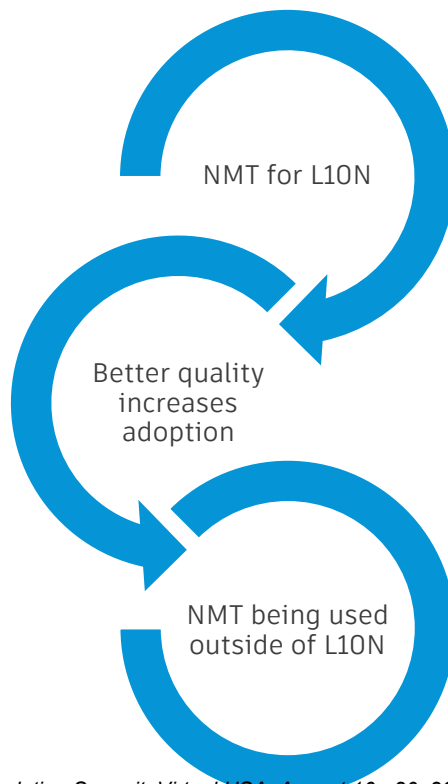 NMT for L10N
Better quality
increases
adoption
NMT being used
outside of L10N